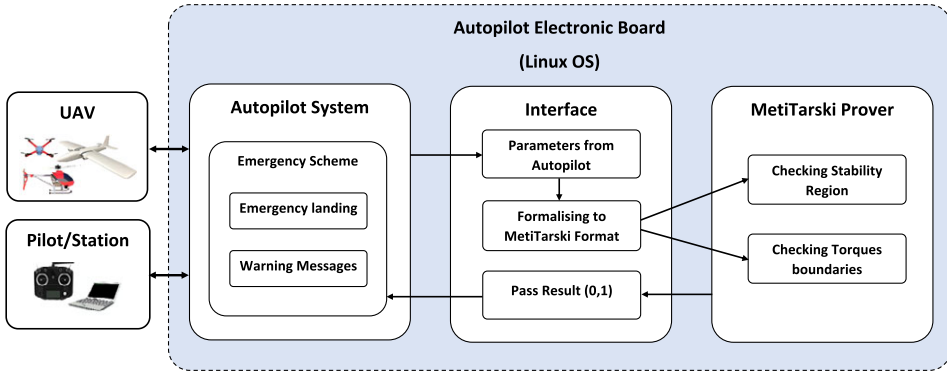 Autopilot Electronic Board
(Linux OS)
UAV
Pilot/Station
Autopilot System
Emergency Scheme
Emergency landing
Warning Messages
Interface
Parameters from
Autopilot
Formalising to
MetiTarski Format
Pass Result (0,1)
MetiTarski Prover
Checking Stability
Region
Checking Torques
boundaries